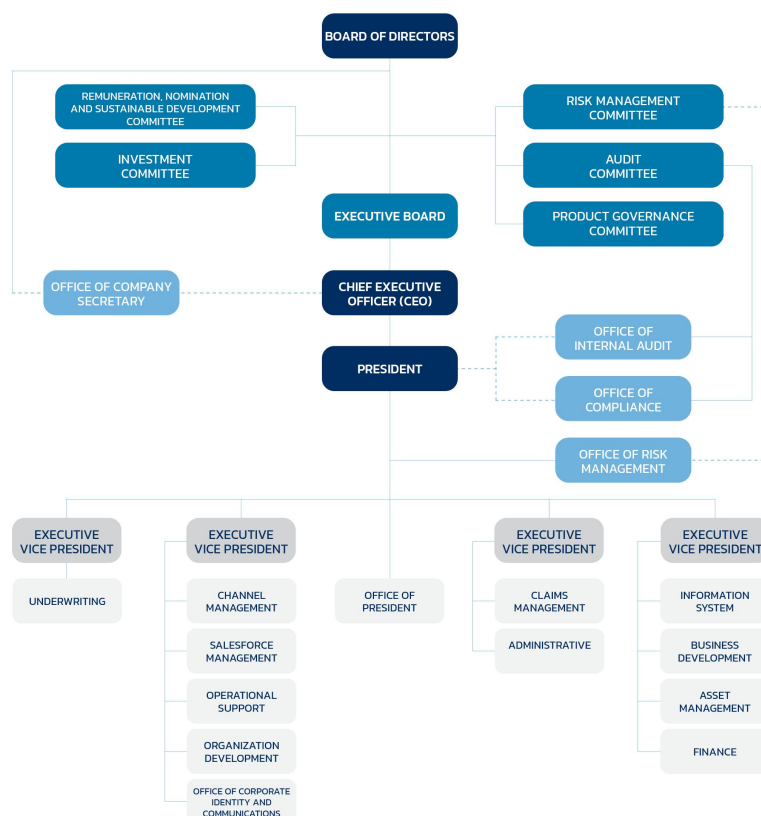 BOARD OF DIRECTORS
REMUNERATION, NOMINATION
AND SUSTAINABLE DEVELOPMENT
COMMITTEE
RISK MANAGEMENT
COMMITTEE
INVESTMENT
COMMITTEE
AUDIT
COMMITTEE
EXECUTIVE BOARD
PRODUCT GOVERNANCE
COMMITTEE
OFFICE OF COMPANY
SECRETARY
CHIEF EXECUTIVE
OFFICER (CEO)
OFFICE OF
INTERNAL AUDIT
PRESIDENT
OFFICE OF
COMPLIANCE
OFFICE OF RISK
MANAGEMENT
EXECUTIVE
VICE PRESIDENT
EXECUTIVE
VICE PRESIDENT
EXECUTIVE
VICE PRESIDENT
EXECUTIVE
VICE PRESIDENT
UNDERWRITING
CHANNEL
MANAGEMENT
OFFICE OF
PRESIDENT
CLAIMS
MANAGEMENT
INFORMATION
SYSTEM
SALESFORCE
MANAGEMENT
ADMINISTRATIVE
BUSINESS
DEVELOPMENT
OPERATIONAL
SUPPORT
ASSET
MANAGEMENT
ORGANIZATION
DEVELOPMENT
FINANCE
OFFICE OF CORPORATE
IDENTITY AND
COMMUNICATIONS